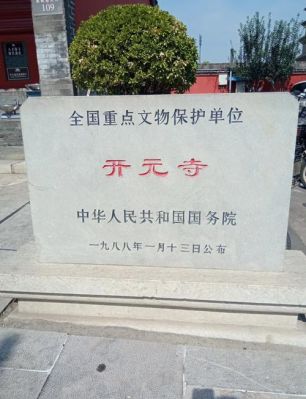 109
全国重点文物保护单位
开元寺
中华人民共和国国务院
一九八八年一月十三日公布